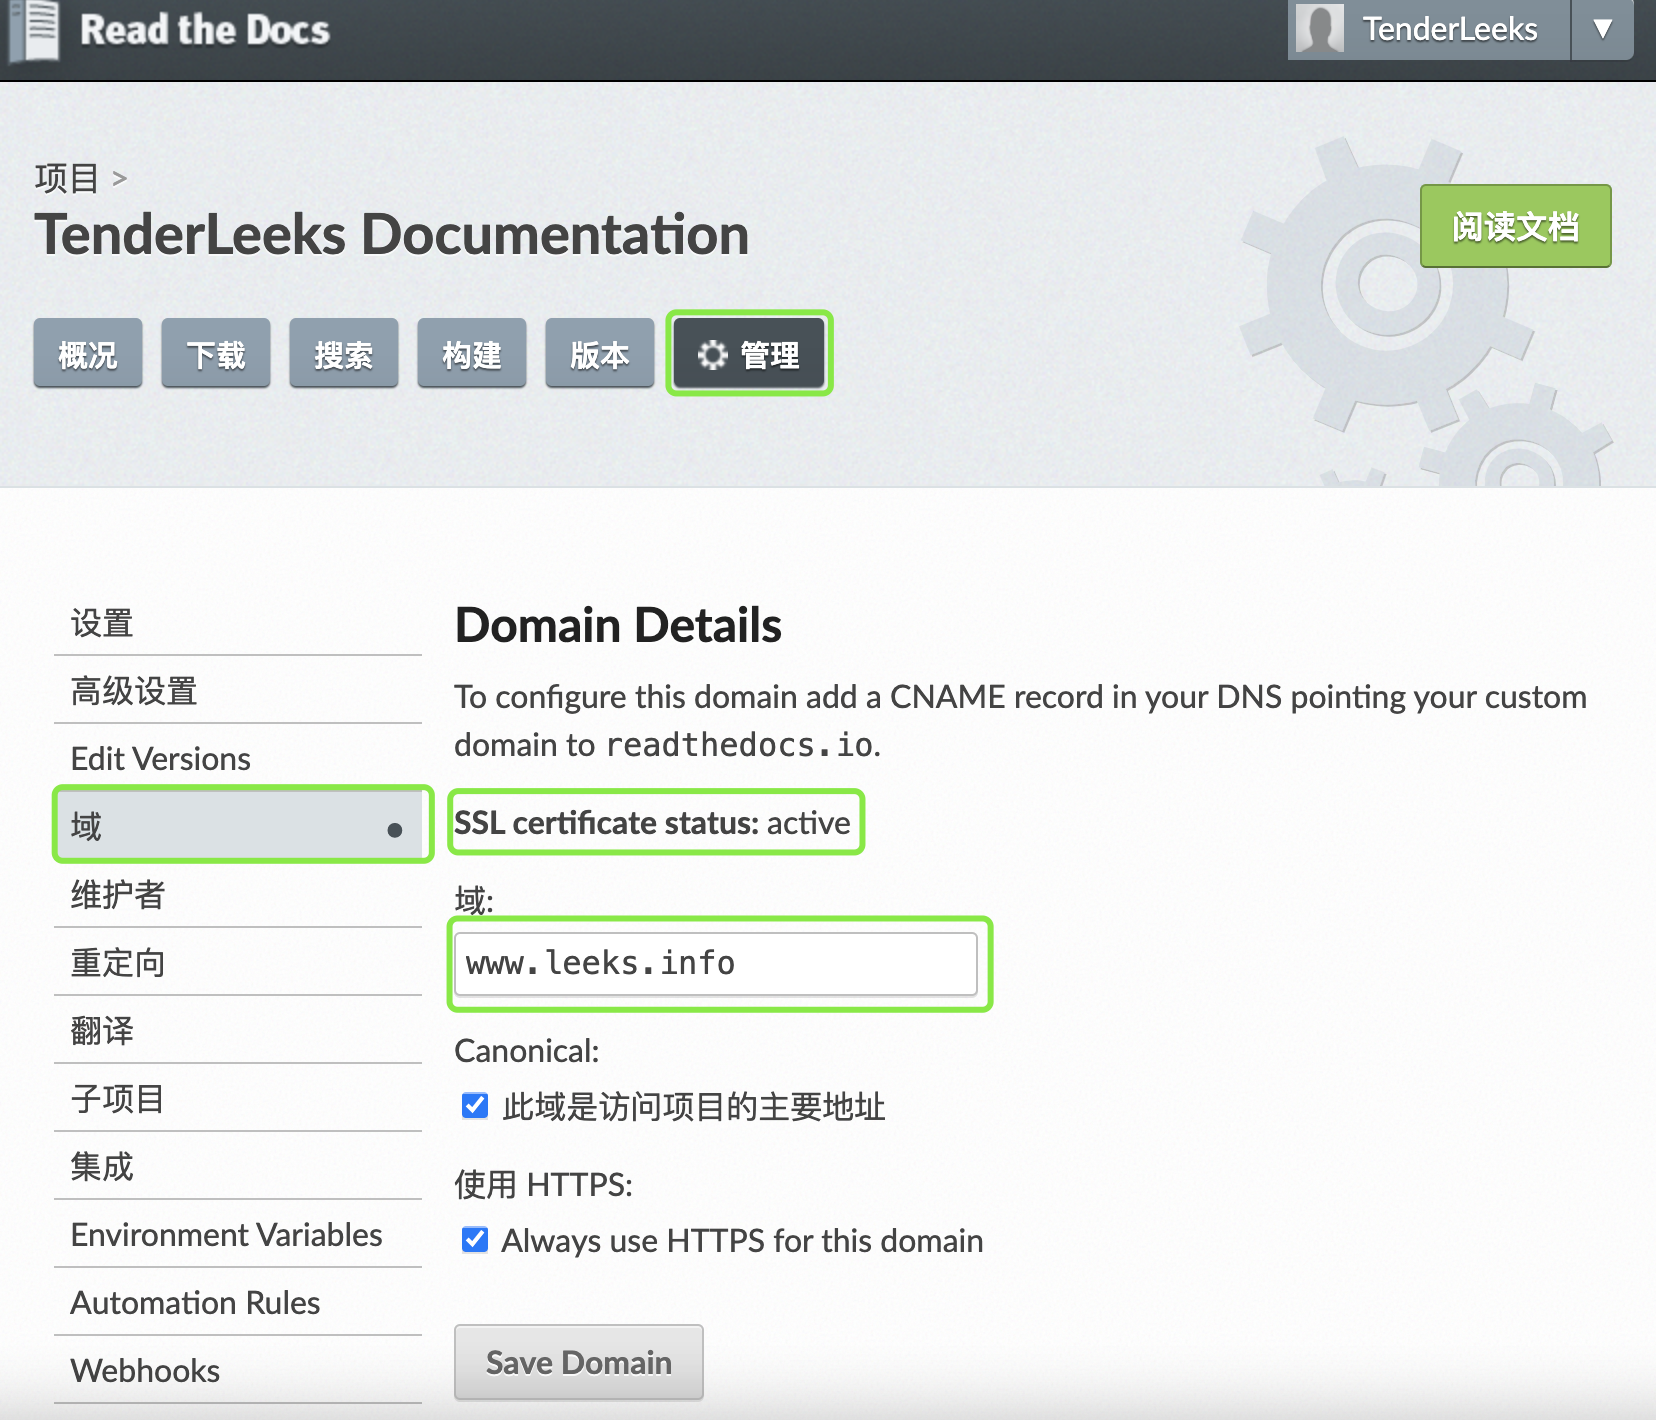 Read the Docs
TenderLeeks ▼
项目 >
TenderLeeks Documentation
阅读文档
概况 下载 搜索 构建 版本 管理
设置
高级设置
Edit Versions
域
维护者
重定向
翻译
子项目
集成
Environment Variables
Automation Rules
Webhooks
Domain Details
To configure this domain add a CNAME record in your DNS pointing your custom
domain to readthedocs.io.
SSL certificate status: active
域:
www.leeks.info
Canonical:
此域是访问项目的主要地址
使用 HTTPS:
Always use HTTPS for this domain
Save Domain